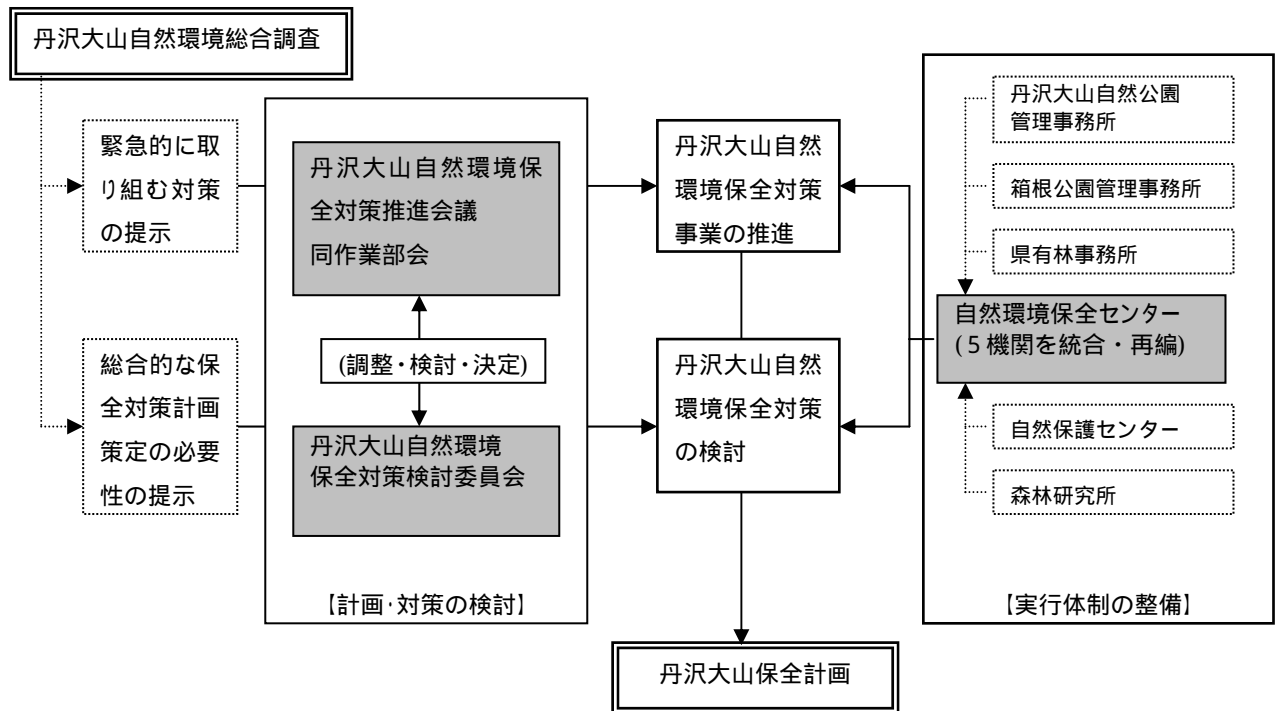 丹沢大山自然環境総合調査
緊急的に取
り組む対策
の提示
総合的な保
全対策計画
策定の必要
性の提示
丹沢大山自然環境保
全対策推進会議
同作業部会
(調整・検討・決定)
丹沢大山自然環境
保全対策検討委員会
【計画・対策の検討】
丹沢大山自然
環境保全対策
事業の推進
丹沢大山自然
環境保全対策
の検討
丹沢大山保全計画
丹沢大山自然公園
管理事務所
箱根公園管理事務所
県有林事務所
自然環境保全センター
(5機関を統合・再編)
自然保護センター
森林研究所
【実行体制の整備】